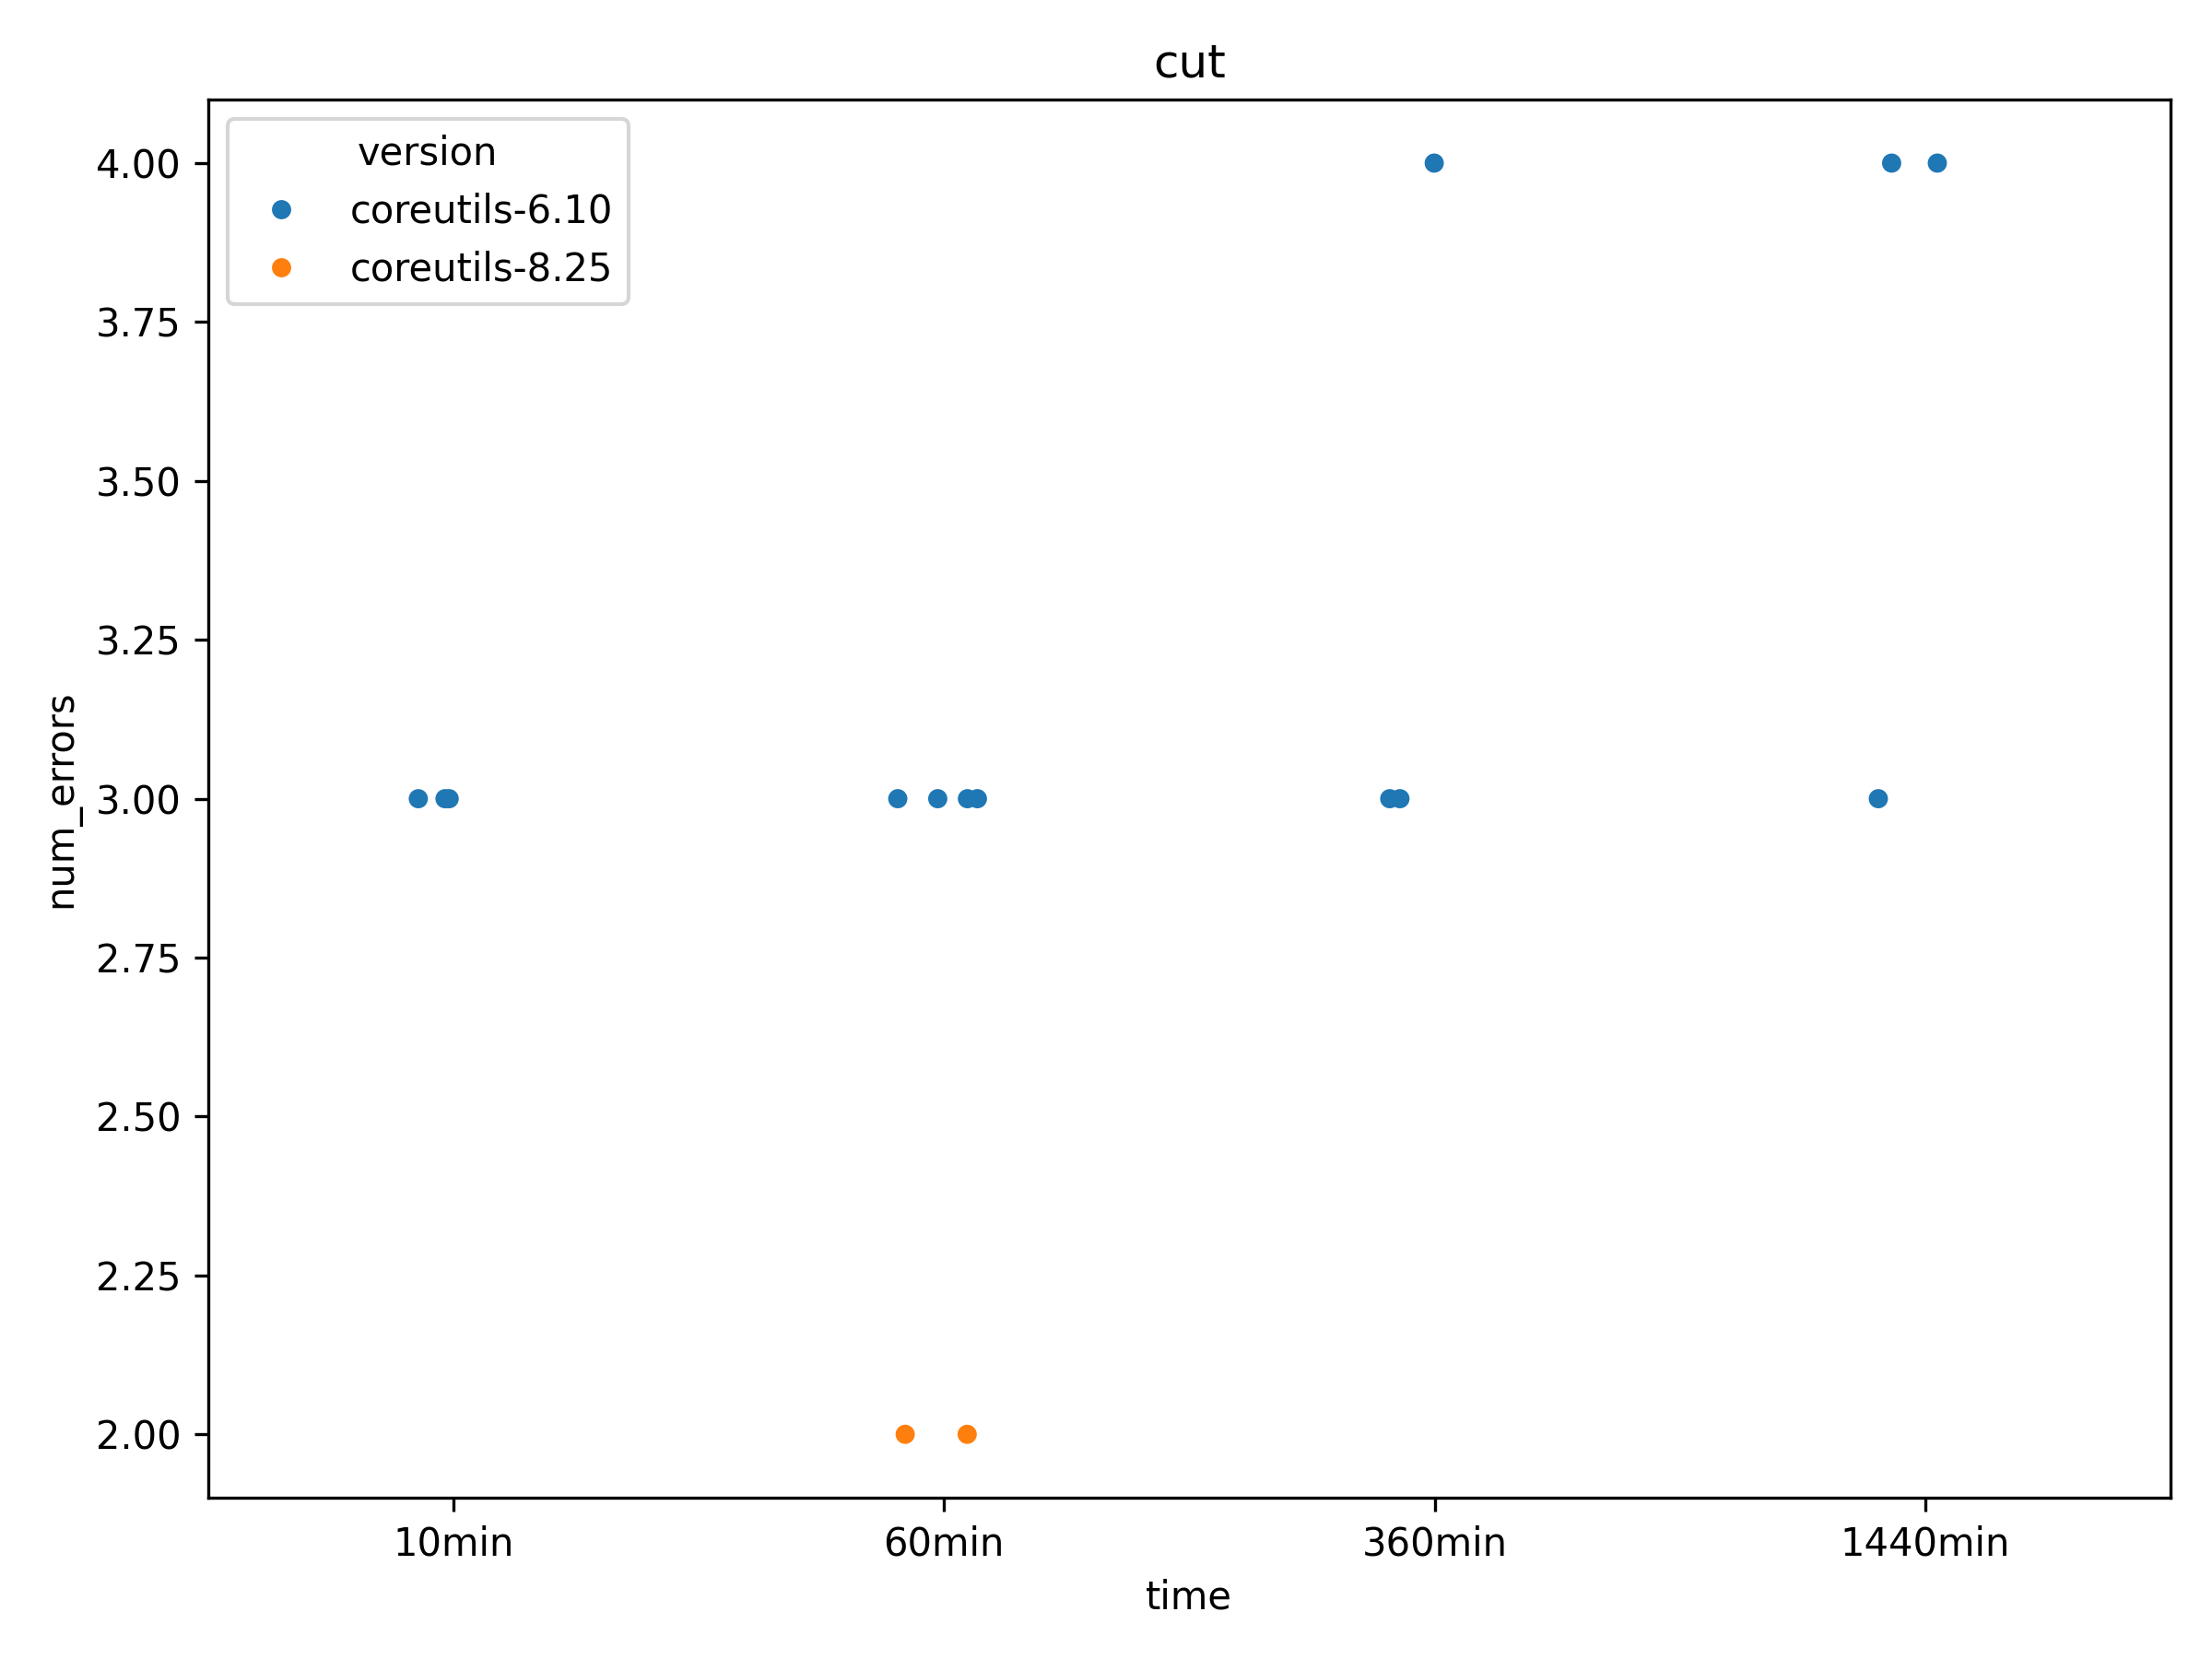 cut
version
coreutils-6.10
coreutils-8.25
4.00
3.75
3.50
3.25
3.00
2.75
2.50
2.25
2.00
num_errors
10min 60min 360min 1440min
time